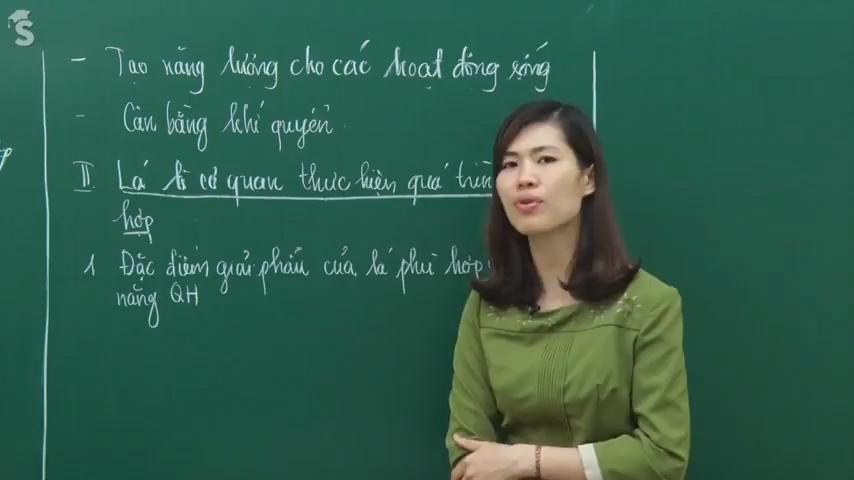 - Tạo năng lượng cho các hoạt động sống
- Cân bằng khí quyển
II. Lá là cơ quan thực hiện quá trìn
hợp
1 Đặc điểm giải phẫu của lá phù hợp
năng QH